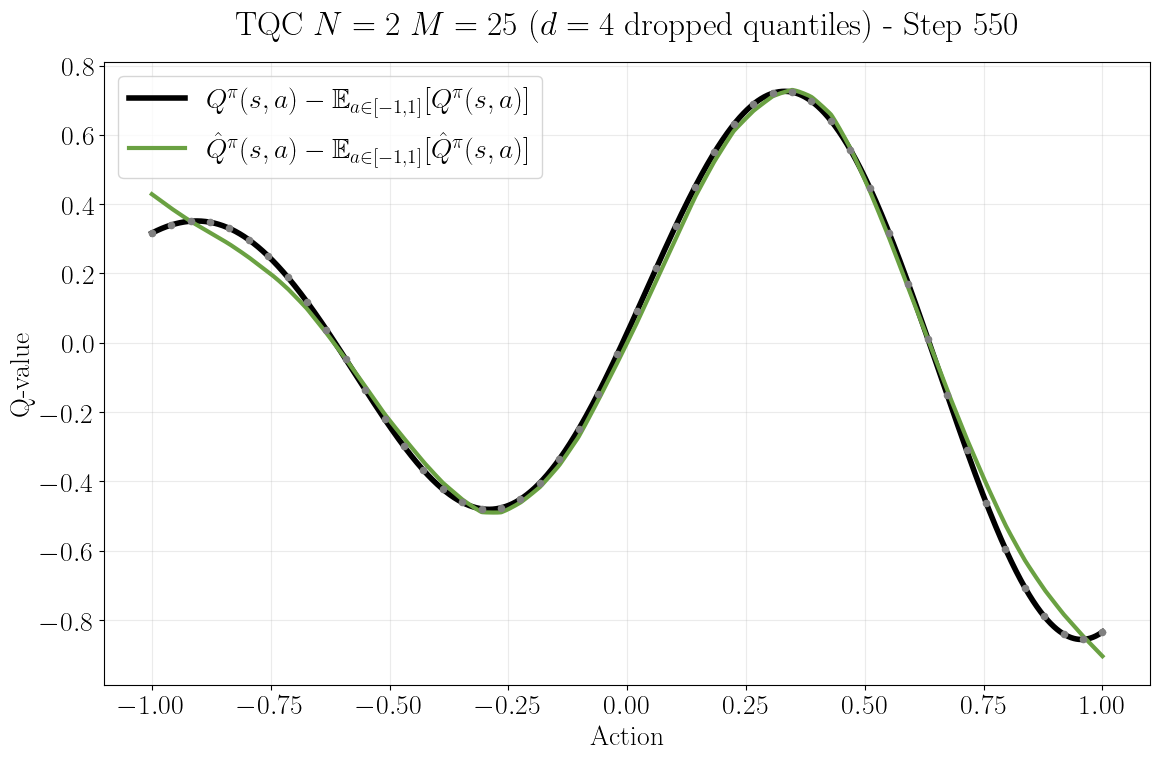 TQC N = 2 M = 25 (d = 4 dropped quantiles) - Step 550
Q^π(s, a) − 𝔼_{a∈[−1,1]}[Q^π(s, a)]
Q̂^π(s, a) − 𝔼_{a∈[−1,1]}[Q̂^π(s, a)]
0.8
0.6
0.4
0.2
0.0
−0.2
−0.4
−0.6
−0.8
Q-value
−1.00 −0.75 −0.50 −0.25 0.00 0.25 0.50 0.75 1.00
Action